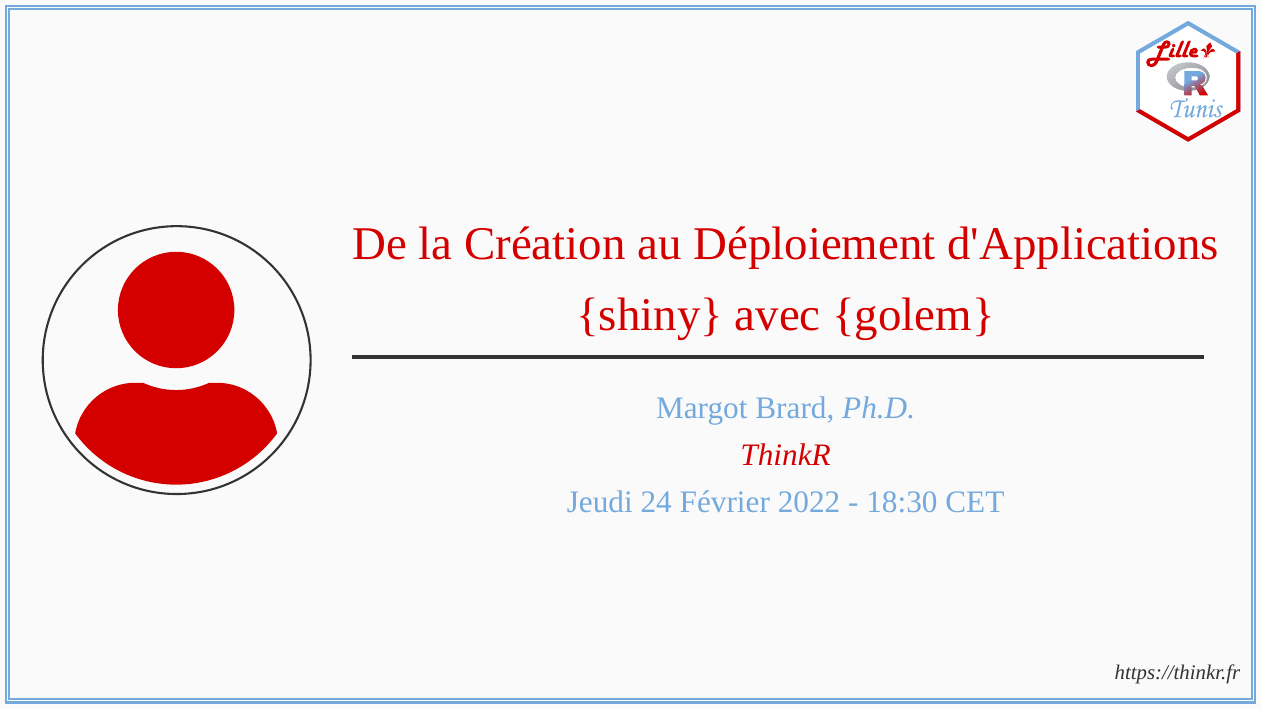 Lille
R
Tunis
De la Création au Déploiement d'Applications
{shiny} avec {golem}
Margot Brard, Ph.D.
ThinkR
Jeudi 24 Février 2022 - 18:30 CET
https://thinkr.fr